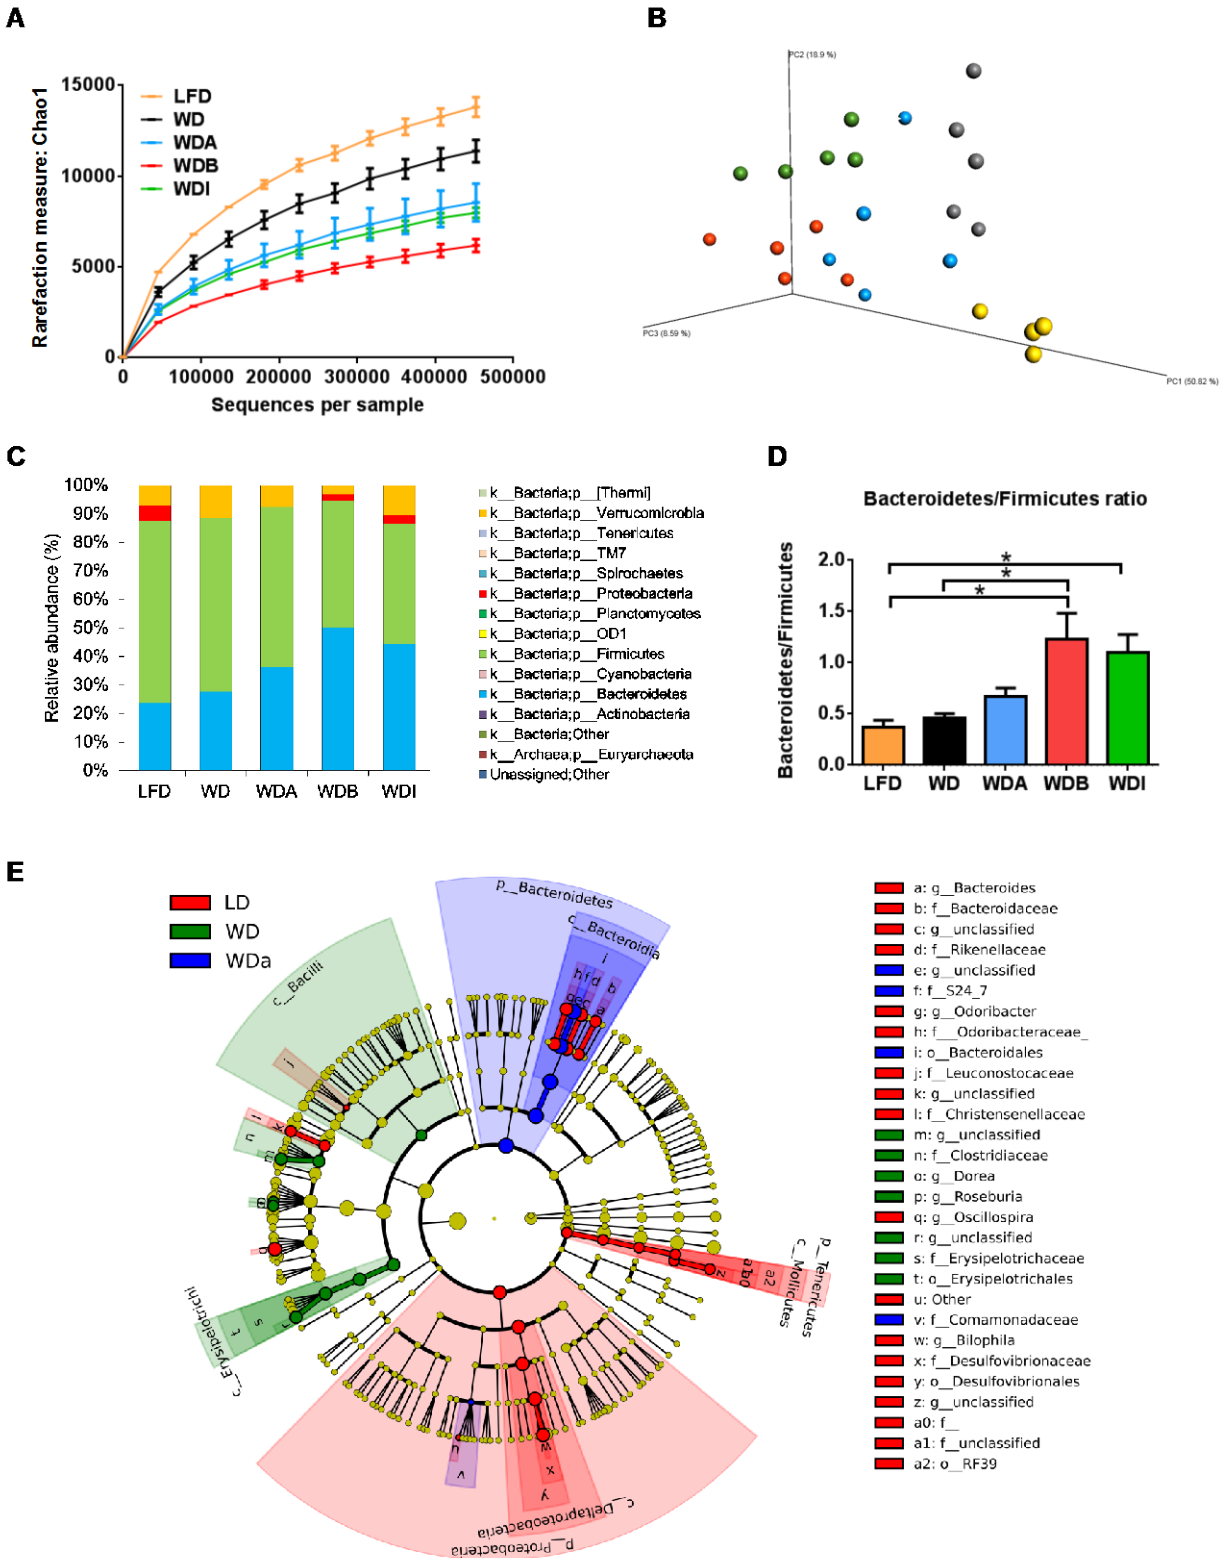 A
B
Rarefaction measure: Chao1
15000
10000
5000
0
LFD
WD
WDA
WDB
WDI
0
100000
200000
300000
400000
500000
Sequences per sample
PC2 (18.9 %)
PC3 (8.59 %)
PC1 (50.82 %)
C
Relative abundance (%)
100%
90%
80%
70%
60%
50%
40%
30%
20%
10%
0%
LFD
WD
WDA
WDB
WDI
k__Bacteria;p__[Thermi]
k__Bacteria;p__Verrucomicrobia
k__Bacteria;p__Tenericutes
k__Bacteria;p__TM7
k__Bacteria;p__Spirochaetes
k__Bacteria;p__Proteobacteria
k__Bacteria;p__Planctomycetes
k__Bacteria;p__OD1
k__Bacteria;p__Firmicutes
k__Bacteria;p__Cyanobacteria
k__Bacteria;p__Bacteroidetes
k__Bacteria;p__Actinobacteria
k__Bacteria;Other
k__Archaea;p__Euryarchaeota
Unassigned;Other
D
Bacteroidetes/Firmicutes ratio
Bacteroidetes/Firmicutes
2.0
1.5
1.0
0.5
0.0
*
*
*
LFD
WD
WDA
WDB
WDI
E
LD
WD
WDa
p__Bacteroidetes
c__Bacteroidia
i
h f d b
g e c a
c__Bacilli
j
l
k
n
m
q
t
s
r
c__Erysipelotrichi
p__Tenericutes
c__Mollicutes
z
a1
a0
a2
u
v
w
x
y
c__Deltaproteobacteria
p__Proteobacteria
a: g__Bacteroides
b: f__Bacteroidaceae
c: g__unclassified
d: f__Rikenellaceae
e: g__unclassified
f: f__S24_7
g: g__Odoribacter
h: f___Odoribacteraceae_
i: o__Bacteroidales
j: f__Leuconostocaceae
k: g__unclassified
l: f__Christensenellaceae
m: g__unclassified
n: f__Clostridiaceae
o: g__Dorea
p: g__Roseburia
q: g__Oscillospira
r: g__unclassified
s: f__Erysipelotrichaceae
t: o__Erysipelotrichales
u: Other
v: f__Comamonadaceae
w: g__Bilophila
x: f__Desulfovibrionaceae
y: o__Desulfovibrionales
z: g__unclassified
a0: f__
a1: f__unclassified
a2: o__RF39